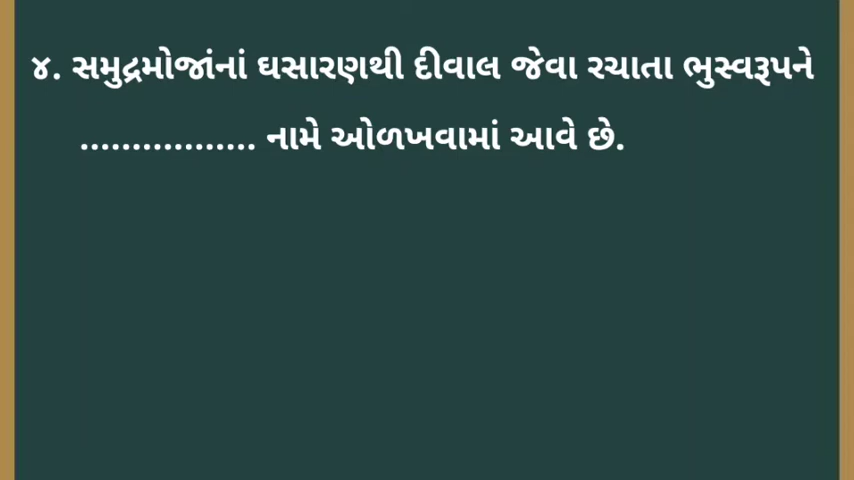 ૪. સમુદ્રમોજાંનાં ઘસારણથી દીવાલ જેવા રચાતા ભુસ્વરૂપને
................. નામે ઓળખવામાં આવે છે.